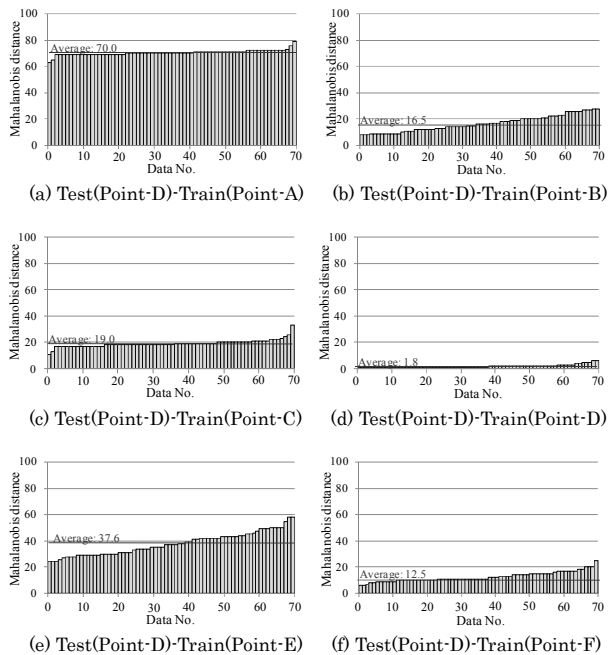 100
80
60
40
20
0
Mahalanobis distance
Average: 70.0
0 10 20 30 40 50 60 70
Data No.
(a) Test(Point-D)-Train(Point-A)
100
80
60
40
20
0
Mahalanobis distance
Average: 16.5
0 10 20 30 40 50 60 70
Data No.
(b) Test(Point-D)-Train(Point-B)
100
80
60
40
20
0
Mahalanobis distance
Average: 19.0
0 10 20 30 40 50 60 70
Data No.
(c) Test(Point-D)-Train(Point-C)
100
80
60
40
20
0
Mahalanobis distance
Average: 1.8
0 10 20 30 40 50 60 70
Data No.
(d) Test(Point-D)-Train(Point-D)
100
80
60
40
20
0
Mahalanobis distance
Average: 37.6
0 10 20 30 40 50 60 70
Data No.
(e) Test(Point-D)-Train(Point-E)
100
80
60
40
20
0
Mahalanobis distance
Average: 12.5
0 10 20 30 40 50 60 70
Data No.
(f) Test(Point-D)-Train(Point-F)